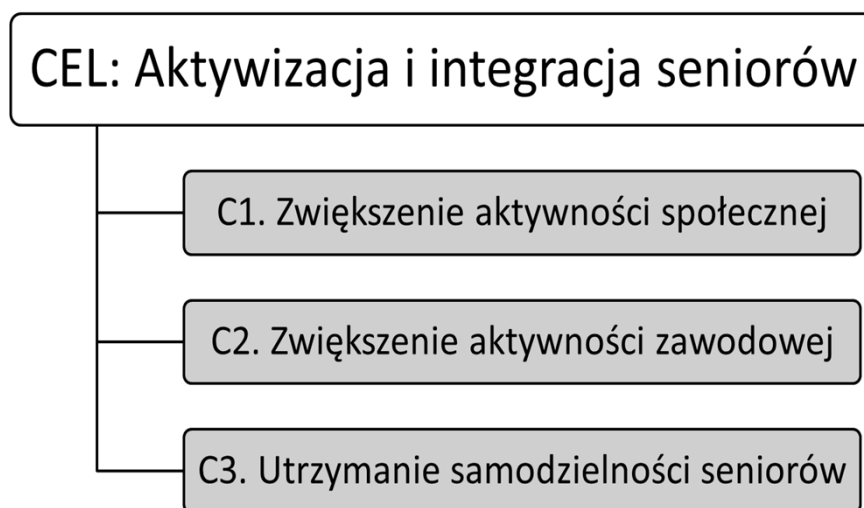 CEL: Aktywizacja i integracja seniorów
C1. Zwiększenie aktywności społecznej
C2. Zwiększenie aktywności zawodowej
C3. Utrzymanie samodzielności seniorów